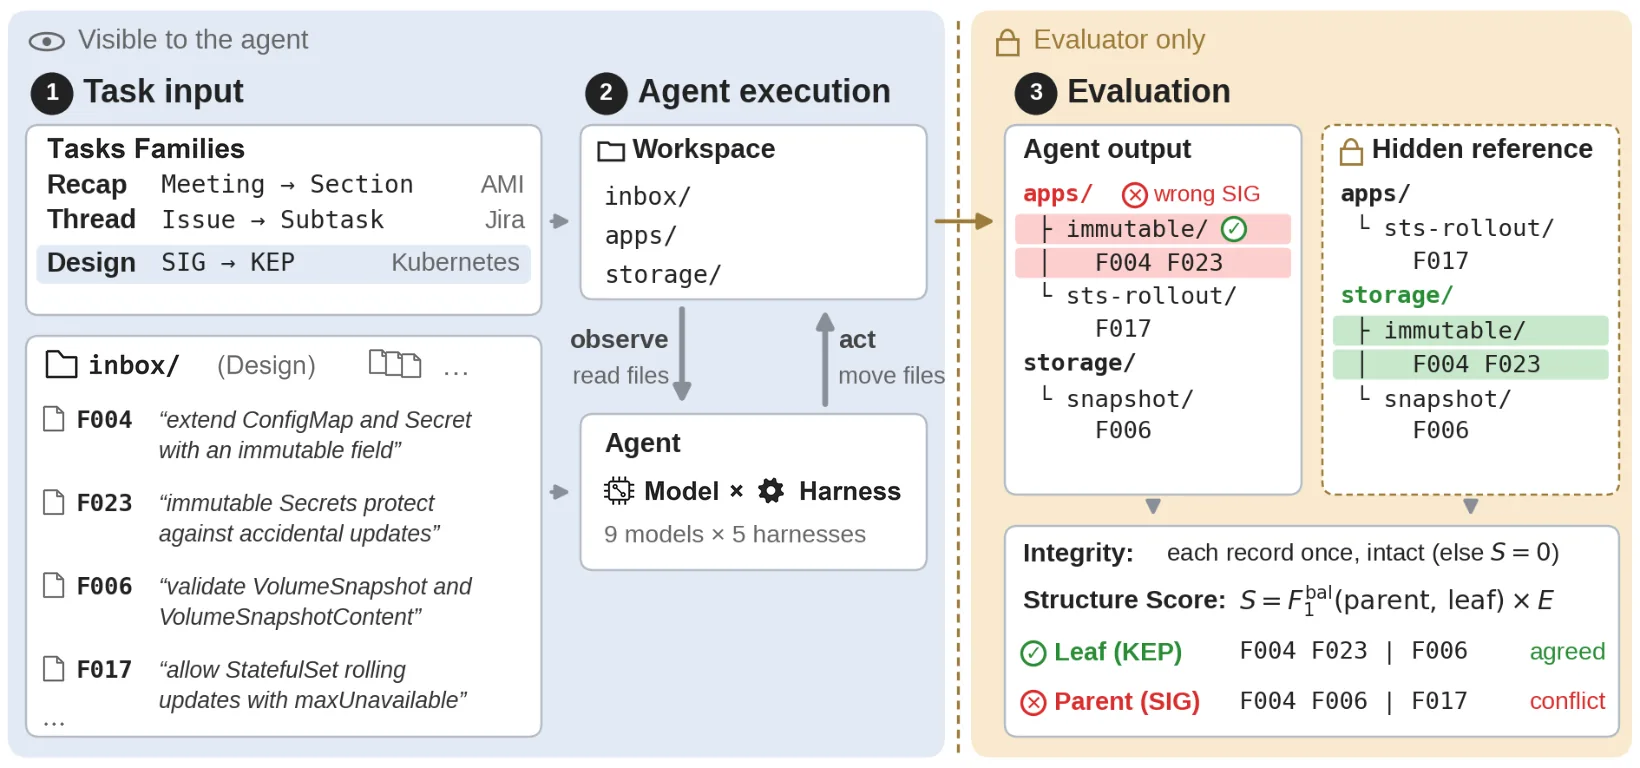 Visible to the agent
1 Task input
Tasks Families
Recap Meeting → Section AMI
Thread Issue → Subtask Jira
Design SIG → KEP Kubernetes
inbox/ (Design) ...
F004 “extend ConfigMap and Secret
with an immutable field”
F023 “immutable Secrets protect
against accidental updates”
F006 “validate VolumeSnapshot and
VolumeSnapshotContent”
F017 “allow StatefulSet rolling
updates with maxUnavailable”
...
2 Agent execution
Workspace
inbox/
apps/
storage/
observe
read files
act
move files
Agent
Model × Harness
9 models × 5 harnesses
Evaluator only
3 Evaluation
Agent output
apps/ wrong SIG
├ immutable/
│ F004 F023
└ sts-rollout/
F017
storage/
└ snapshot/
F006
Hidden reference
apps/
└ sts-rollout/
F017
storage/
├ immutable/
│ F004 F023
└ snapshot/
F006
Integrity: each record once, intact (else S = 0)
Structure Score: S = F₁ᵇᵃˡ(parent, leaf) × E
Leaf (KEP) F004 F023 | F006 agreed
Parent (SIG) F004 F006 | F017 conflict